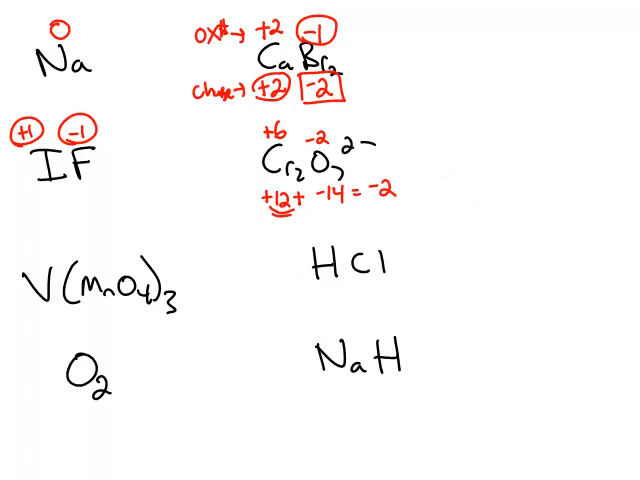 0
Na
ox# → +2 -1
CaBr2
charge → +2 -2
+1 -1
IF
+6 -2
Cr2O7 2-
+12 + -14 = -2
V(MnO4)3
HCl
O2
NaH